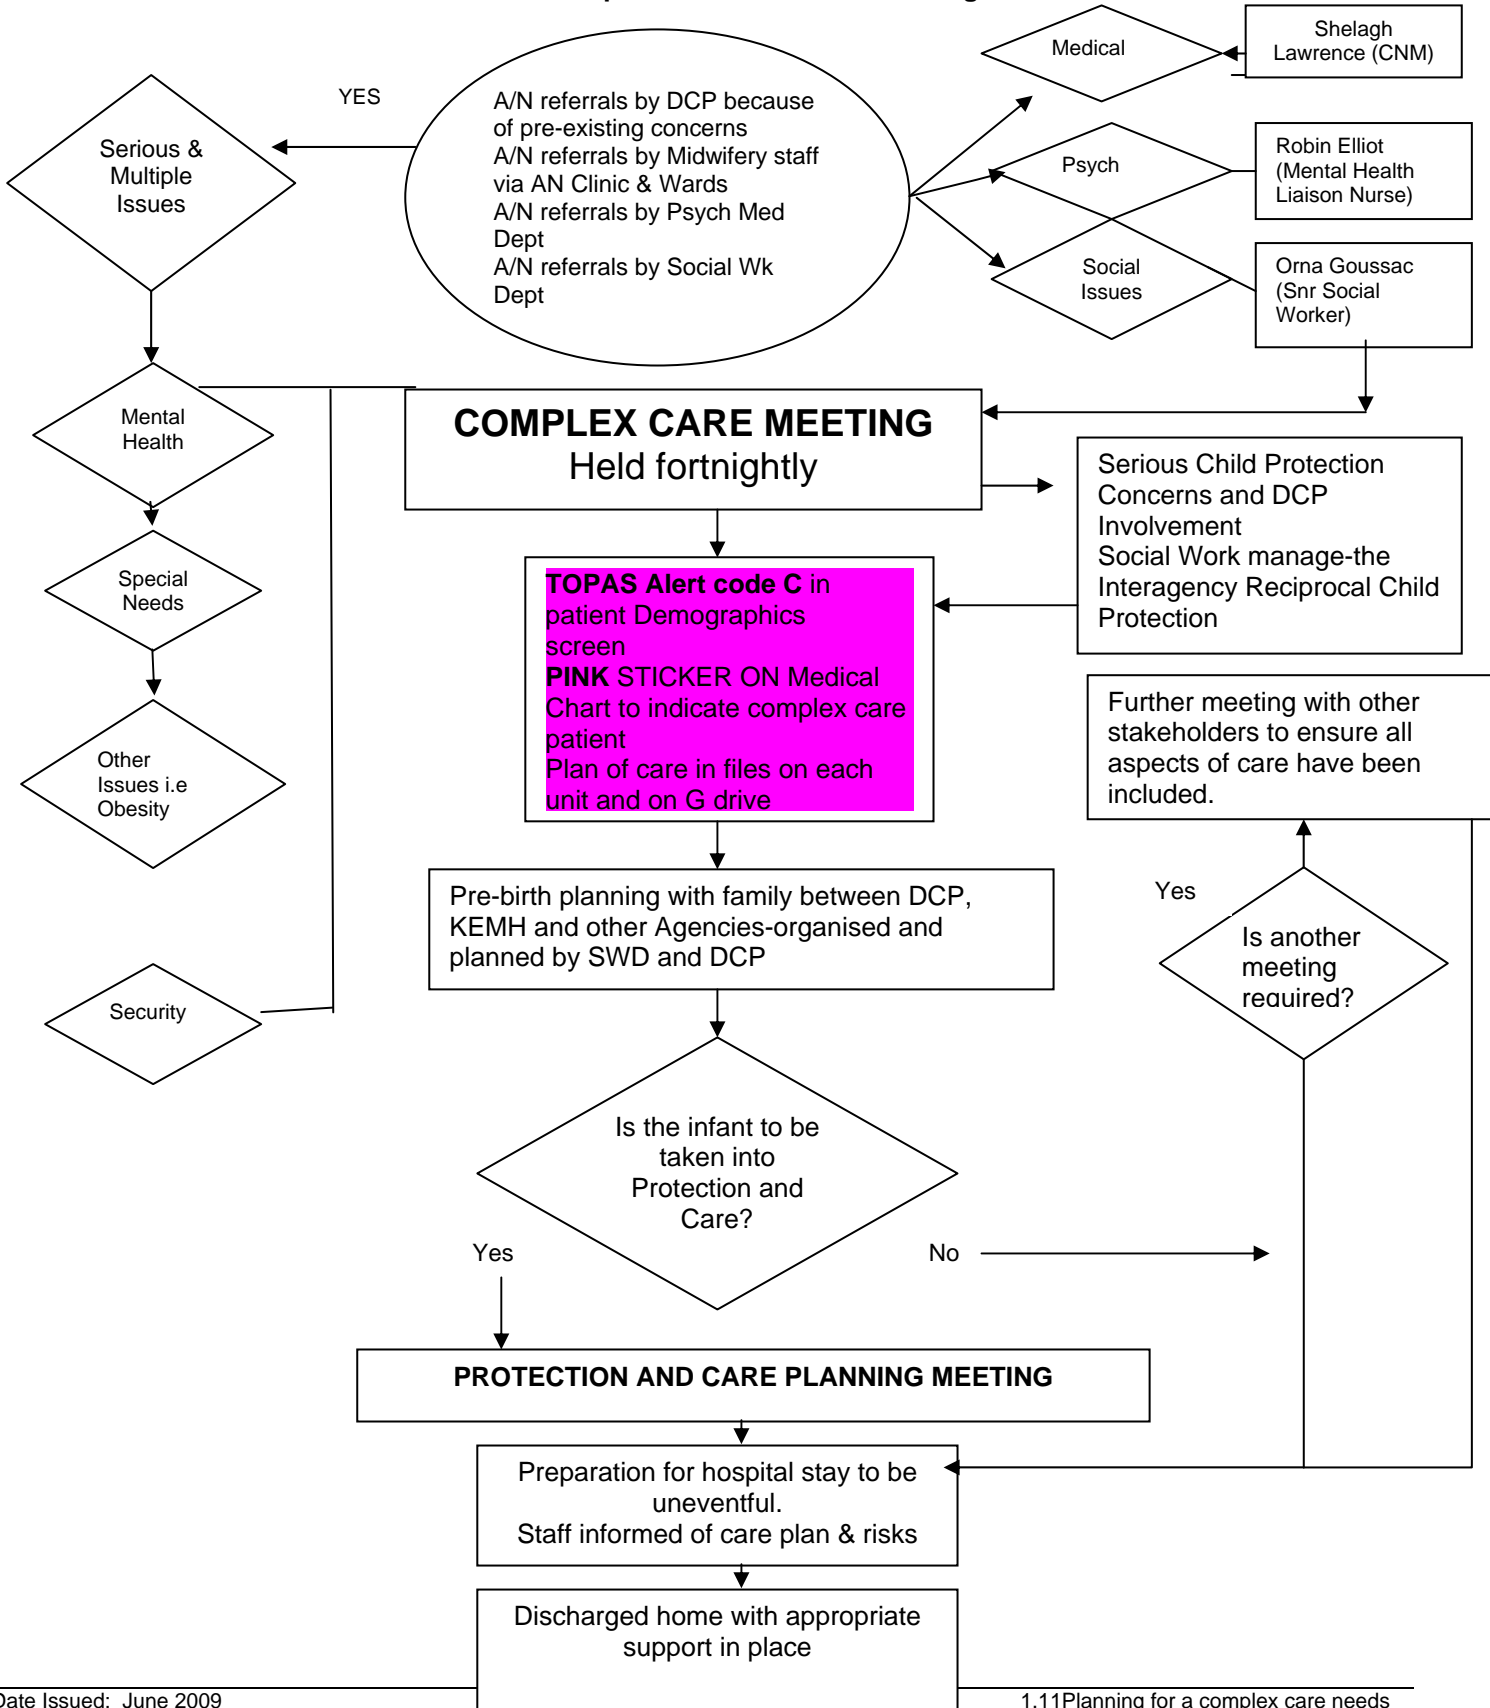 Medical
Shelagh
Lawrence (CNM)
YES
A/N referrals by DCP because
of pre-existing concerns
A/N referrals by Midwifery staff
via AN Clinic & Wards
A/N referrals by Psych Med
Dept
A/N referrals by Social Wk
Dept
Serious &
Multiple
Issues
Psych
Robin Elliot
(Mental Health
Liaison Nurse)
Social
Issues
Orna Goussac
(Snr Social
Worker)
Mental
Health
COMPLEX CARE MEETING
Held fortnightly
Serious Child Protection
Concerns and DCP
Involvement
Social Work manage-the
Interagency Reciprocal Child
Protection
Special
Needs
TOPAS Alert code C in
patient Demographics
screen
PINK STICKER ON Medical
Chart to indicate complex care
patient
Plan of care in files on each
unit and on G drive
Other
Issues i.e
Obesity
Further meeting with other
stakeholders to ensure all
aspects of care have been
included.
Pre-birth planning with family between DCP,
KEMH and other Agencies-organised and
planned by SWD and DCP
Yes
Is another
meeting
required?
Security
Is the infant to be
taken into
Protection and
Care?
Yes
No
PROTECTION AND CARE PLANNING MEETING
Preparation for hospital stay to be
uneventful.
Staff informed of care plan & risks
Discharged home with appropriate
support in place
Date Issued: June 2009
1.11Planning for a complex care needs